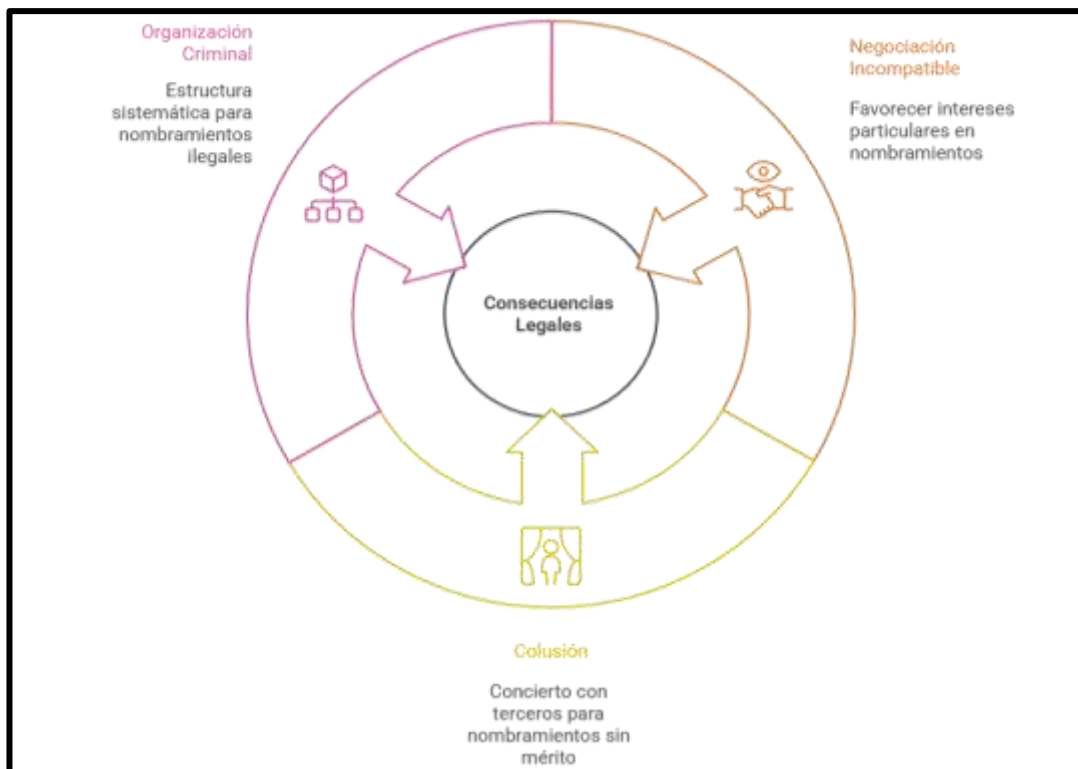 Organización
Criminal
Estructura
sistemática para
nombramientos
ilegales
Negociación
Incompatible
Favorecer intereses
particulares en
nombramientos
Consecuencias
Legales
Colusión
Concierto con
terceros para
nombramientos sin
mérito